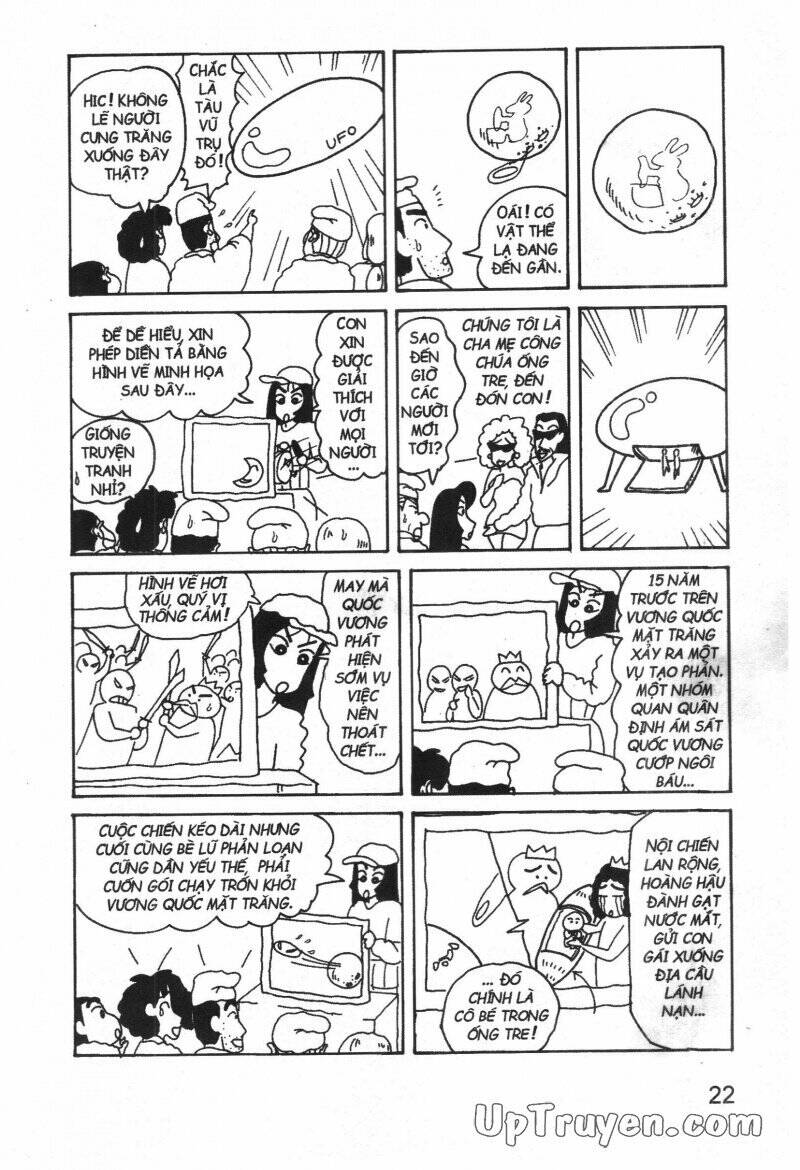 OÁI! CÓ
VẬT THỂ
LẠ ĐANG
ĐẾN GẦN.
UFO
CHẮC
LÀ
TÀU
VŨ
TRỤ
ĐÓ!
HIC! KHÔNG
LẼ NGƯỜI
CUNG TRĂNG
XUỐNG ĐÂY
THẬT?
CHÚNG TÔI LÀ
CHA MẸ CÔNG
CHÚA ỐNG
TRE, ĐẾN
ĐÓN CON!
SAO
ĐẾN
GIỜ
CÁC
NGƯỜI
MỚI
TỚI?
CON
XIN
ĐƯỢC
GIẢI
THÍCH
VỚI
MỌI
NGƯỜI
...
ĐỂ DỄ HIỂU, XIN
PHÉP DIỄN TẢ BẰNG
HÌNH VẼ MINH HỌA
SAU ĐÂY...
GIỐNG
TRUYỆN
TRANH
NHỈ?
15 NĂM
TRƯỚC TRÊN
VƯƠNG QUỐC
MẶT TRĂNG
XẢY RA MỘT
VỤ TẠO PHẢN.
MỘT NHÓM
QUAN QUÂN
ĐỊNH ÁM SÁT
QUỐC VƯƠNG
CƯỚP NGÔI
BÁU...
MAY MÀ
QUỐC
VƯƠNG
PHÁT
HIỆN
SỚM VỤ
VIỆC
NÊN
THOÁT
CHẾT...
HÌNH VẼ HƠI
XẤU, QUÝ VỊ
THÔNG CẢM!
NỘI CHIẾN
LAN RỘNG,
HOÀNG HẬU
ĐÀNH GẠT
NƯỚC MẮT,
GỬI CON
GÁI XUỐNG
ĐỊA CẦU
LÁNH
NẠN...
UFO
UFO
... ĐÓ
CHÍNH LÀ
CÔ BÉ TRONG
ỐNG TRE!
CUỘC CHIẾN KÉO DÀI NHƯNG
CUỐI CÙNG BÈ LŨ PHẢN LOẠN
CŨNG DẦN YẾU THẾ, PHẢI
CUỐN GÓI CHẠY TRỐN KHỎI
VƯƠNG QUỐC MẶT TRĂNG.
22
UPTRUYEN.COM